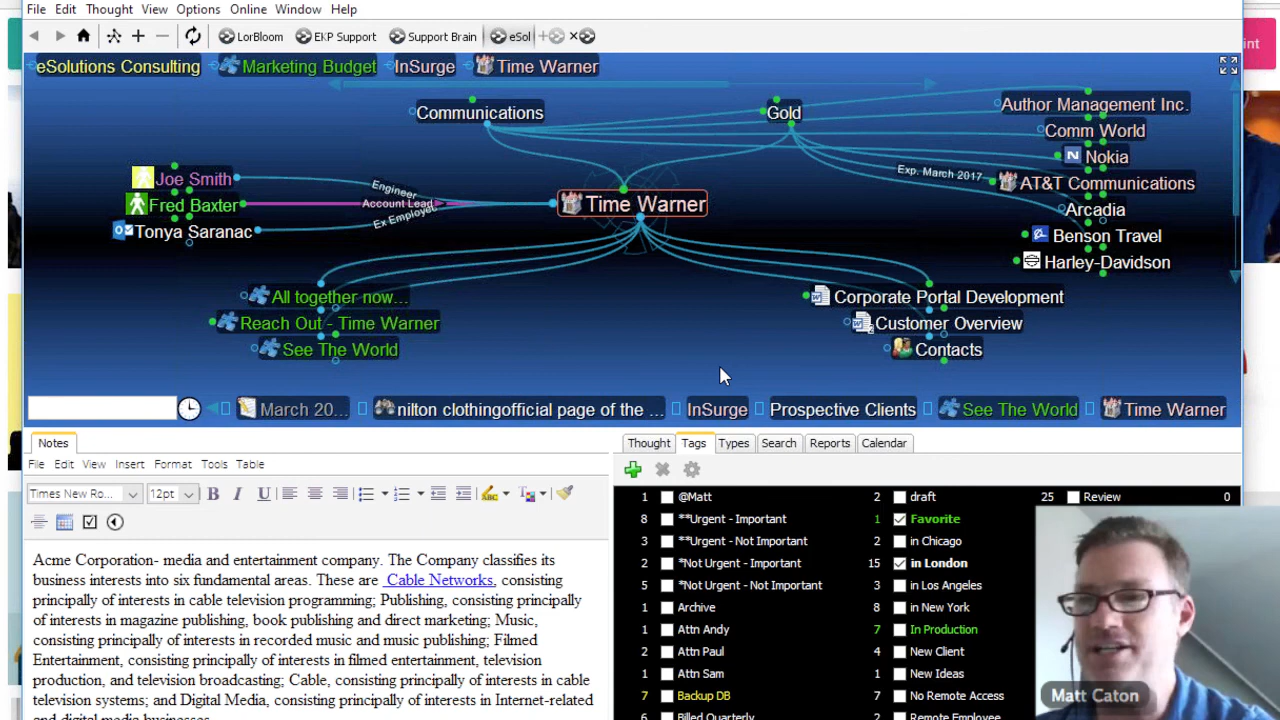 File Edit Thought View Options Online Window Help
LorBloom EKP Support Support Brain eSol
int
eSolutions Consulting Marketing Budget InSurge Time Warner
Communications Gold Author Management Inc.
Comm World
Nokia
Exp. March 2017
Joe Smith AT&T Communications
Engineer
Fred Baxter Account Lead Time Warner Arcadia
Ex Employee
Tonya Saranac Benson Travel
Harley-Davidson
All together now... Corporate Portal Development
Reach Out - Time Warner Customer Overview
See The World Contacts
March 20... nilton clothingofficial page of the ... InSurge Prospective Clients See The World Time Warner
Notes Thought Tags Types Search Reports Calendar
File Edit View Insert Format Tools Table
Times New Ro... 12pt B I U
1 @Matt 2 draft 25 Review 0
8 **Urgent - Important 1 Favorite
3 **Urgent - Not Important 2 in Chicago
2 *Not Urgent - Important 15 in London
5 *Not Urgent - Not Important 3 in Los Angeles
1 Archive 8 in New York
1 Attn Andy 7 In Production
2 Attn Paul 4 New Client
1 Attn Sam 1 New Ideas
7 Backup DB 7 No Remote Access
6 Billed Quarterly 2 Remote Employee
Acme Corporation- media and entertainment company. The Company classifies its
business interests into six fundamental areas. These are Cable Networks, consisting
principally of interests in cable television programming; Publishing, consisting principally
of interests in magazine publishing, book publishing and direct marketing; Music,
consisting principally of interests in recorded music and music publishing; Filmed
Entertainment, consisting principally of interests in filmed entertainment, television
production, and television broadcasting; Cable, consisting principally of interests in cable
television systems; and Digital Media, consisting principally of interests in Internet-related
and digital media businesses.
Matt Caton